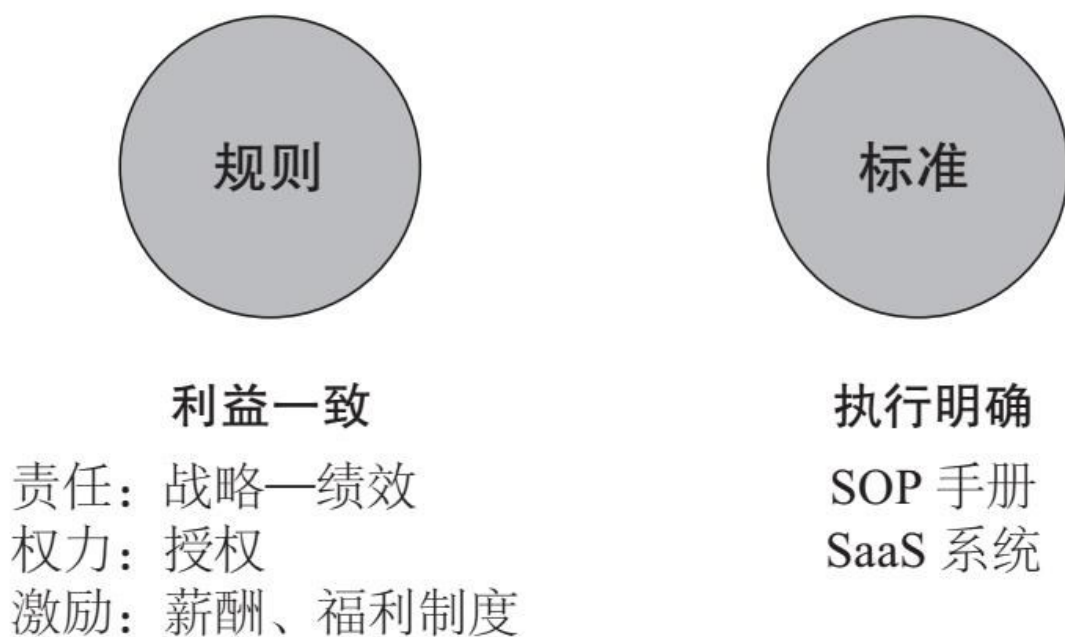 规则
利益一致
责任：战略—绩效
权力：授权
激励：薪酬、福利制度
标准
执行明确
SOP 手册
SaaS 系统